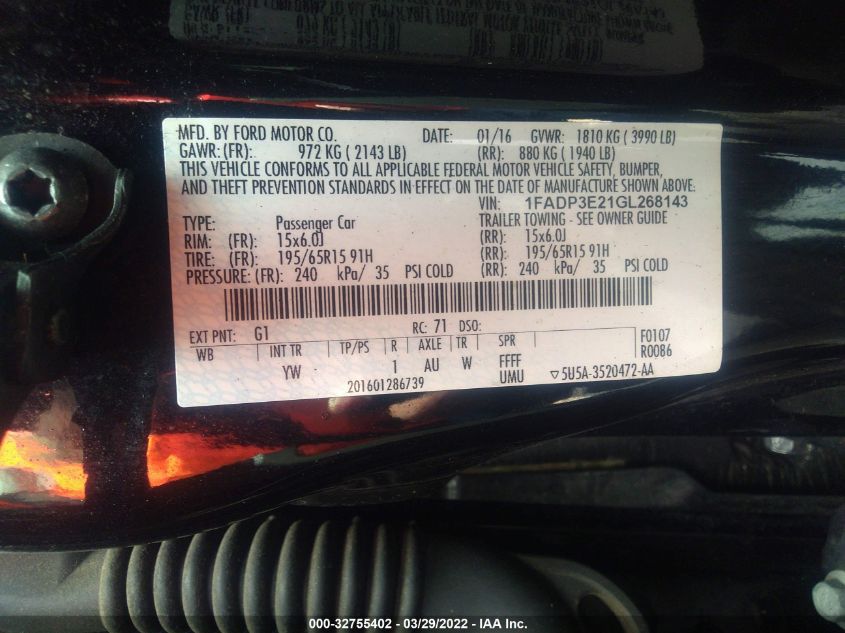 MFD. BY FORD MOTOR CO. DATE: 01/16 GVWR: 1810 KG ( 3990 LB)
GAWR: (FR): 972 KG ( 2143 LB) (RR): 880 KG ( 1940 LB)
THIS VEHICLE CONFORMS TO ALL APPLICABLE FEDERAL MOTOR VEHICLE SAFETY, BUMPER,
AND THEFT PREVENTION STANDARDS IN EFFECT ON THE DATE OF MANUFACTURE SHOWN ABOVE.
VIN: 1FADP3E21GL268143
TYPE: Passenger Car TRAILER TOWING - SEE OWNER GUIDE
RIM: (FR): 15x6.0J (RR): 15x6.0J
TIRE: (FR): 195/65R15 91H (RR): 195/65R15 91H
PRESSURE: (FR): 240 kPa/ 35 PSI COLD (RR): 240 kPa/ 35 PSI COLD
EXT PNT: G1 RC: 71 DSO:
WB INT TR TP/PS R AXLE TR SPR F0107
R0086
YW 1 AU W FFFF
UMU
201601286739 5U5A-3520472-AA
000-32755402 - 03/29/2022 - IAA Inc.